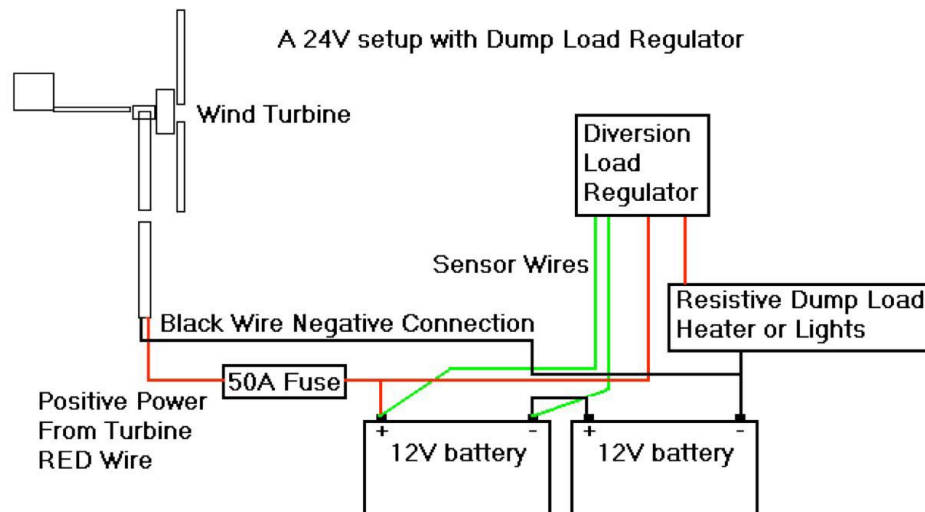 A 24V setup with Dump Load Regulator
Wind Turbine
Diversion
Load
Regulator
Sensor Wires
Resistive Dump Load
Heater or Lights
Black Wire Negative Connection
50A Fuse
Positive Power
From Turbine
RED Wire
+ - + -
12V battery 12V battery